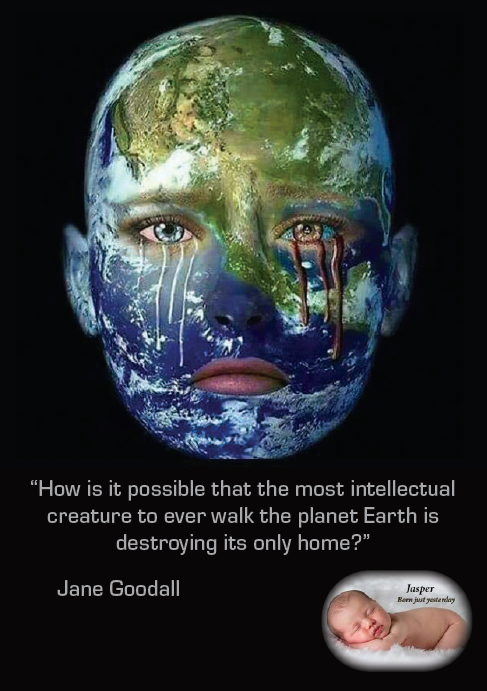 “How is it possible that the most intellectual
creature to ever walk the planet Earth is
destroying its only home?”
Jane Goodall
Jasper
Born just yesterday